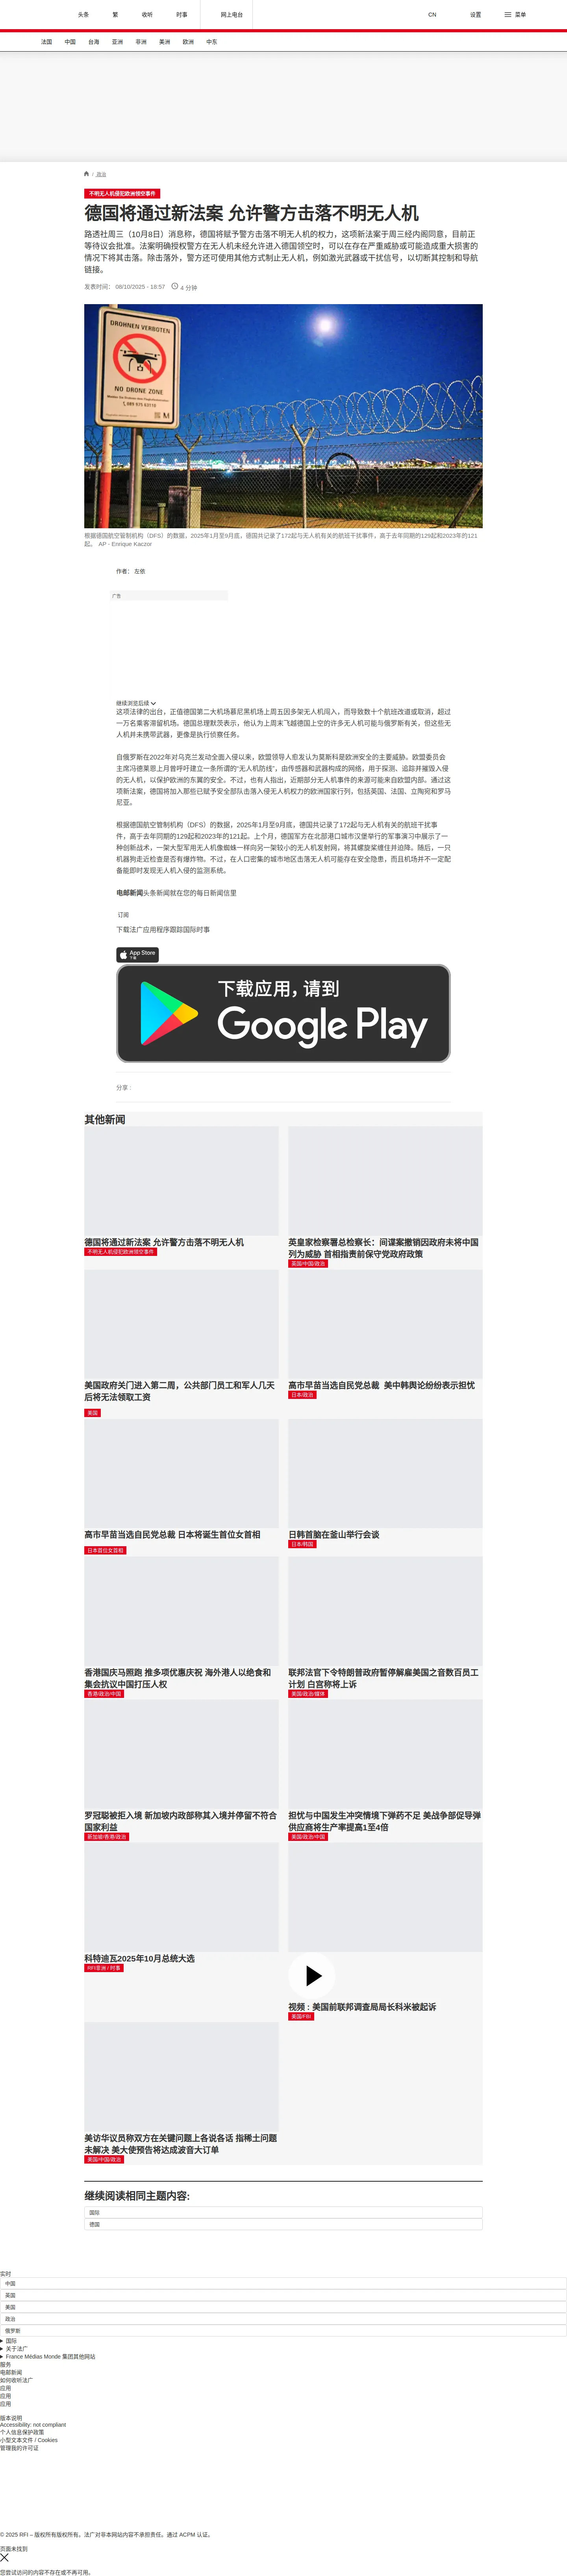 头条
繁
收听
时事
网上电台
CN
设置
菜单
法国
中国
台海
亚洲
非洲
美洲
欧洲
中东
/ 政治
不明无人机侵犯欧洲领空事件
德国将通过新法案 允许警方击落不明无人机
路透社周三（10月8日）消息称，德国将赋予警方击落不明无人机的权力，这项新法案于周三经内阁同意，目前正
等待议会批准。法案明确授权警方在无人机未经允许进入德国领空时，可以在存在严重威胁或可能造成重大损害的
情况下将其击落。除击落外，警方还可使用其他方式制止无人机，例如激光武器或干扰信号，以切断其控制和导航
链接。
发表时间： 08/10/2025 - 16:57
4 分钟
DROHNEN VERBOTEN
NO DRONE ZONE
根据德国航空管制机构（DFS）的数据，2025年1月至9月底，德国共记录了172起与无人机有关的航班干扰事件，高于去年同期的129起和2023年的121
起。 AP - Enrique Kaczor
作者： 左依
广告
继续浏览后续
这项法律的出台，正值德国第二大机场慕尼黑机场上周五因多架无人机闯入，而导致数十个航班改道或取消，超过
一万名乘客滞留机场。德国总理默茨表示，他认为上周末飞越德国上空的许多无人机可能与俄罗斯有关，但这些无
人机并未携带武器，更像是执行侦察任务。
自俄罗斯在2022年对乌克兰发动全面入侵以来，欧盟领导人愈发认为莫斯科是欧洲安全的主要威胁。欧盟委员会
主席冯德莱恩上月曾呼吁建立一条所谓的“无人机防线”，由传感器和武器构成的网络，用于探测、追踪并摧毁入侵
的无人机，以保护欧洲的东翼的安全。不过，也有人指出，近期部分无人机事件的来源可能来自欧盟内部。通过这
项新法案，德国将加入那些已赋予安全部队击落入侵无人机权力的欧洲国家行列，包括英国、法国、立陶宛和罗马
尼亚。
根据德国航空管制机构（DFS）的数据，2025年1月至9月底，德国共记录了172起与无人机有关的航班干扰事
件，高于去年同期的129起和2023年的121起。上个月，德国军方在北部港口城市汉堡举行的军事演习中展示了一
种创新战术，一架大型军用无人机像蜘蛛一样向另一架较小的无人机发射网，将其螺旋桨缠住并迫降。随后，一只
机器狗走近检查是否有爆炸物。不过，在人口密集的城市地区击落无人机可能存在安全隐患，而且机场并不一定配
备能即时发现无人机入侵的监测系统。
电邮新闻头条新闻就在您的每日新闻信里
订阅
下载法广应用程序跟踪国际时事
App Store
下载
下载应用，请到
Google Play
分享 :
其他新闻
德国将通过新法案 允许警方击落不明无人机
不明无人机侵犯欧洲领空事件
英皇家检察署总检察长：间谍案撤销因政府未将中国
列为威胁 首相指责前保守党政府政策
英国/中国/政治
美国政府关门进入第二周，公共部门员工和军人几天
后将无法领取工资
美国
高市早苗当选自民党总裁 美中韩舆论纷纷表示担忧
日本/政治
高市早苗当选自民党总裁 日本将诞生首位女首相
日本首位女首相
日韩首脑在釜山举行会谈
日本/韩国
香港国庆马照跑 推多项优惠庆祝 海外港人以绝食和
集会抗议中国打压人权
香港/政治/中国
联邦法官下令特朗普政府暂停解雇美国之音数百员工
计划 白宫称将上诉
美国/政治/媒体
罗冠聪被拒入境 新加坡内政部称其入境并停留不符合
国家利益
新加坡/香港/政治
担忧与中国发生冲突情境下弹药不足 美战争部促导弹
供应商将生产率提高1至4倍
美国/政治/中国
科特迪瓦2025年10月总统大选
RFI亚洲 / 时事
视频 : 美国前联邦调查局局长科米被起诉
美国/FBI
美访华议员称双方在关键问题上各说各话 指稀土问题
未解决 美大使预告将达成波音大订单
美国/中国/政治
继续阅读相同主题内容:
国际
德国
实时
中国
英国
美国
政治
俄罗斯
国际
关于法广
France Médias Monde 集团其他网站
服务
电邮新闻
如何收听法广
应用
应用
应用
版本说明
Accessibility: not compliant
个人信息保护政策
小型文本文件 / Cookies
管理我的许可证
© 2025 RFI – 版权所有版权所有。法广对非本网站内容不承担责任。通过 ACPM 认证。
页面未找到
您尝试访问的内容不存在或不再可用。